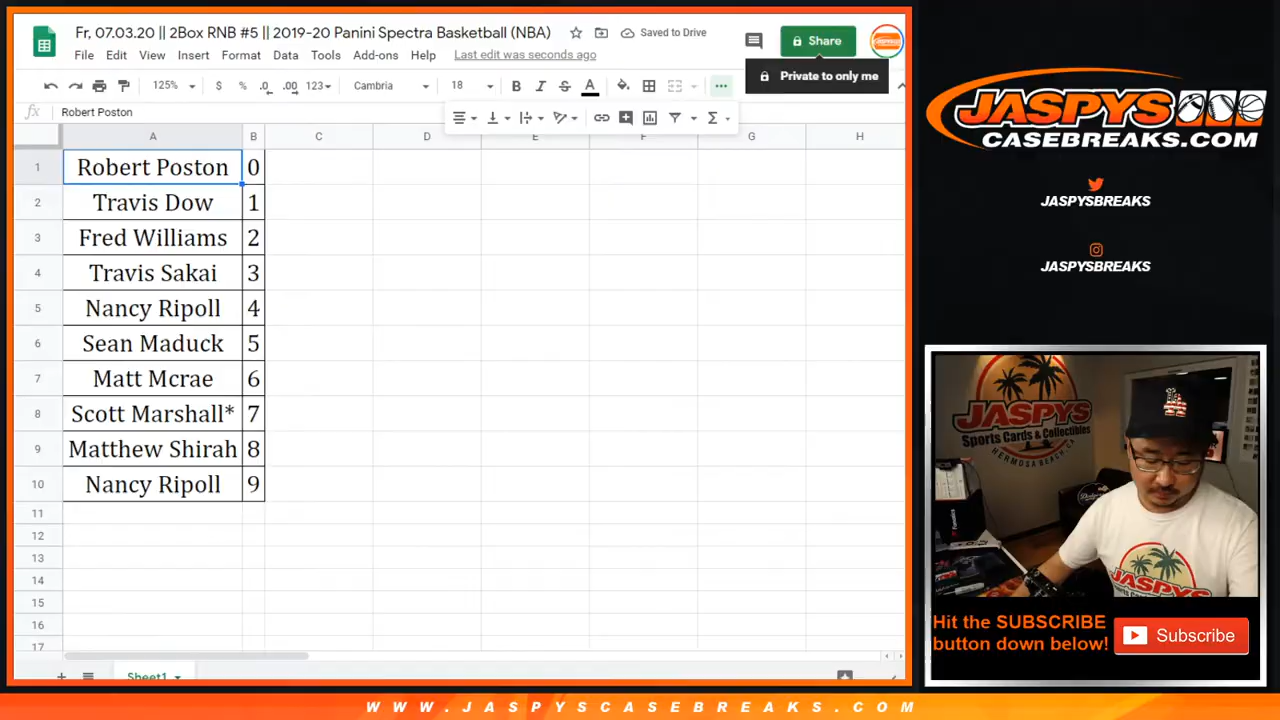 Fr, 07.03.20 || 2Box RNB #5 || 2019-20 Panini Spectra Basketball (NBA)
Saved to Drive
Share
File Edit View Insert Format Data Tools Add-ons Help Last edit was seconds ago
Private to only me
125% $ % .0 .00 123 Cambria 18 B I S A
fx Robert Poston
A B C D E F G H
1 Robert Poston 0
2 Travis Dow 1
3 Fred Williams 2
4 Travis Sakai 3
5 Nancy Ripoll 4
6 Sean Maduck 5
7 Matt Mcrae 6
8 Scott Marshall* 7
9 Matthew Shirah 8
10 Nancy Ripoll 9
11
12
13
14
15
16
17
Sheet1
JASPYS
CASEBREAKS.COM
JASPYSBREAKS
JASPYSBREAKS
JASPYS
Sports Cards & Collectibles
HERMOSA BEACH, CA
LA
JASPYS
Hit the SUBSCRIBE
button down below!
Subscribe
WWW.JASPYSCASEBREAKS.COM